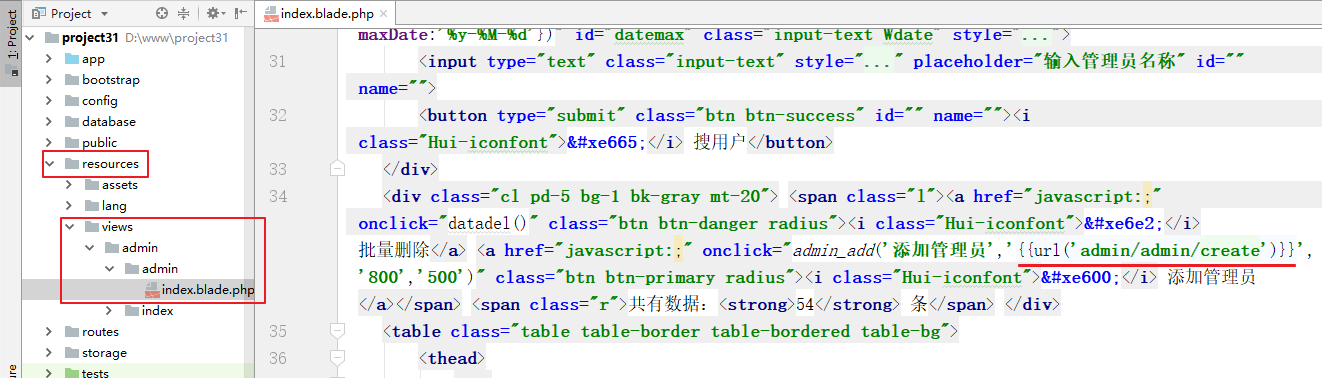 Project
index.blade.php
1: Project
project31 D:\www\project31
app
bootstrap
config
database
public
resources
assets
lang
views
admin
admin
index.blade.php
index
routes
storage
tests
maxDate:'%y-%M-%d'})" id="datemax" class="input-text Wdate" style="...">
31 <input type="text" class="input-text" style="..." placeholder="输入管理员名称" id=""
name="">
32 <button type="submit" class="btn btn-success" id="" name=""><i
class="Hui-iconfont">&#xe665;</i> 搜用户</button>
33 </div>
34 <div class="cl pd-5 bg-1 bk-gray mt-20"> <span class="l"><a href="javascript:;"
onclick="datadel()" class="btn btn-danger radius"><i class="Hui-iconfont">&#xe6e2;</i>
批量删除</a> <a href="javascript:;" onclick="admin_add('添加管理员','{{url('admin/admin/create')}}',
'800','500')" class="btn btn-primary radius"><i class="Hui-iconfont">&#xe600;</i> 添加管理员
</a></span> <span class="r">共有数据：<strong>54</strong> 条</span> </div>
35 <table class="table table-border table-bordered table-bg">
36 <thead>